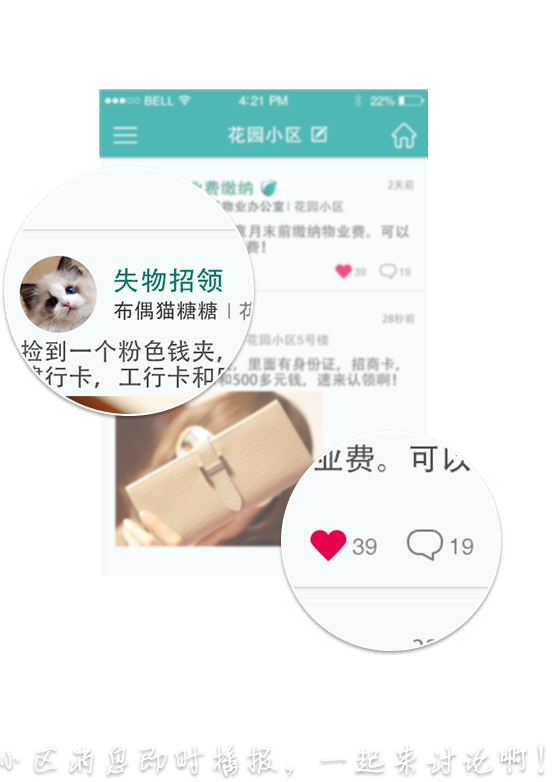 BELL 4:21 PM 22%
花园小区
业费缴纳 2天前
物业办公室 | 花园小区
意月末前缴纳物业费。可以
费!
39 19
失物招领 28秒前
布偶猫糖糖 | 花
花园小区5号楼
捡到一个粉色钱夹,
,里面有身份证,招商卡,
行卡,工行卡和
和500多元钱,速来认领啊!
业费。可以
39 19
小区消息即时播报,一起来讨论啊!